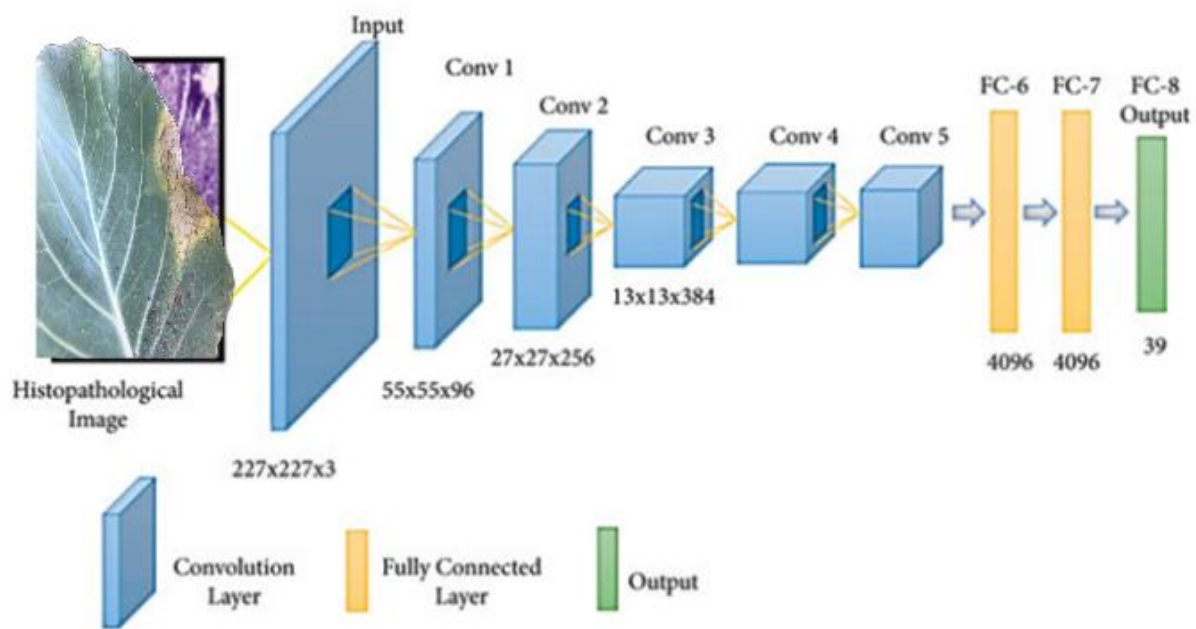 Input
Conv 1
Conv 2
Conv 3
Conv 4
Conv 5
FC-6
FC-7
FC-8
Output
13x13x384
27x27x256
55x55x96
227x227x3
4096
4096
39
Histopathological
Image
Convolution
Layer
Fully Connected
Layer
Output